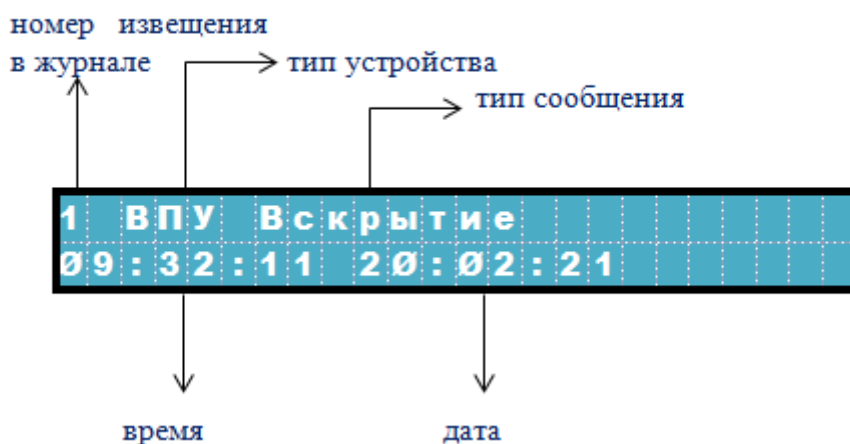 номер извещения
в журнале
тип устройства
тип сообщения
1 ВПУ Вскрытие
Ø9:32:11 2Ø:Ø2:21
время
дата